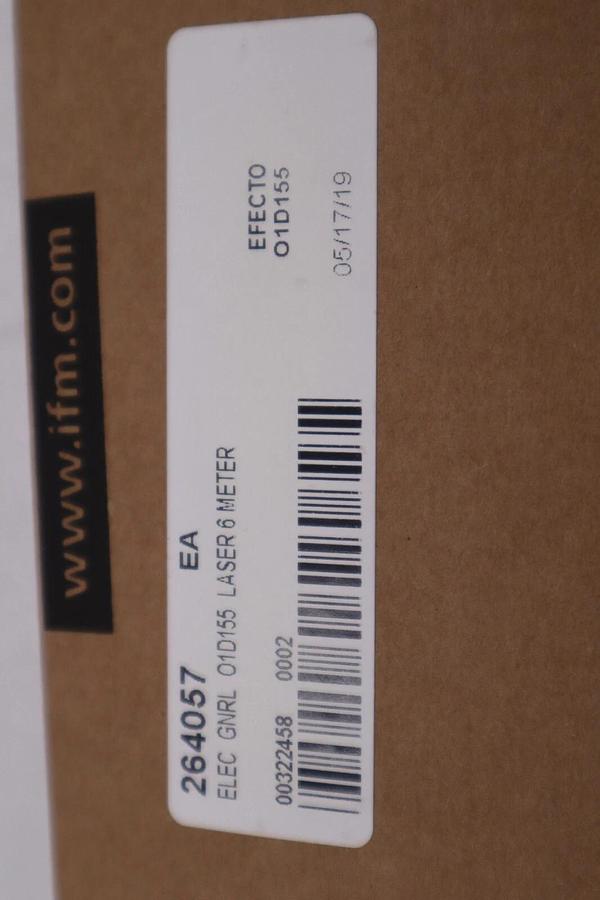 www.ifm.com
264057 EA
ELEC GNRL O1D155 LASER 6 METER
EFECTO
00322458 0002 O1D155
05/17/19